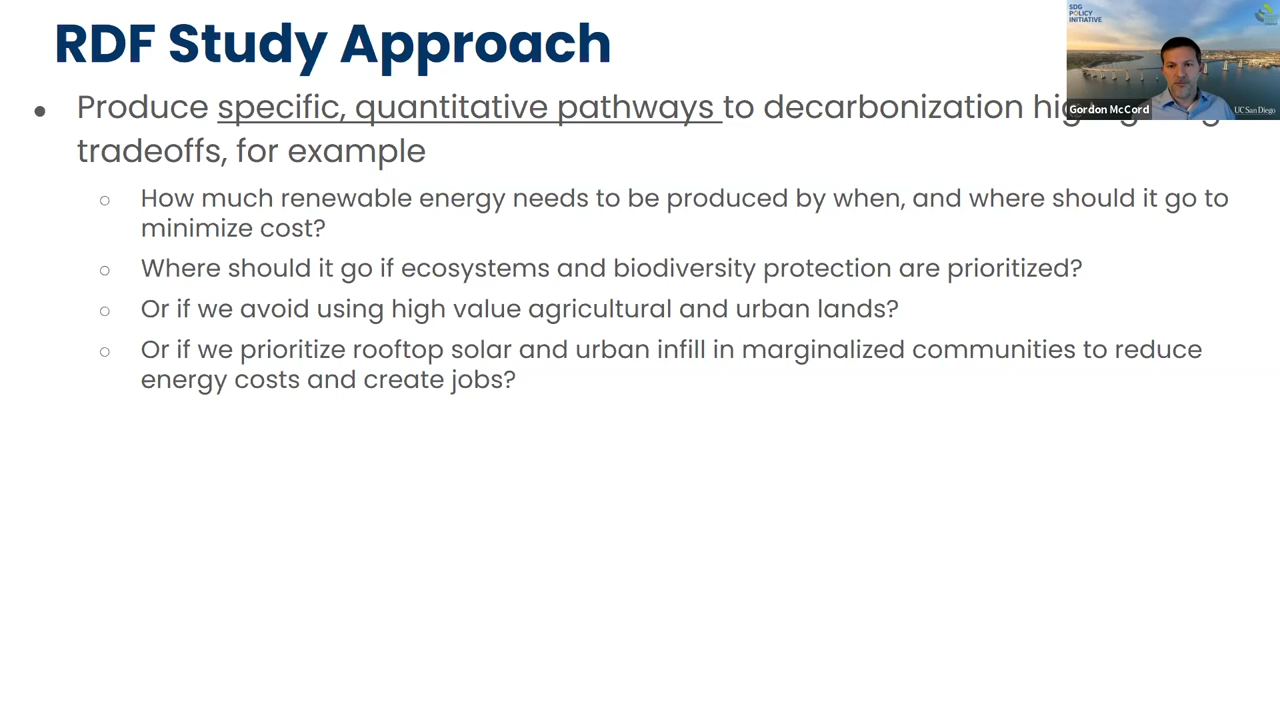 RDF Study Approach
SDG
POLICY
INITIATIVE
Gordon McCord
UC San Diego
● Produce specific, quantitative pathways to decarbonization
tradeoffs, for example
○ How much renewable energy needs to be produced by when, and where should it go to
minimize cost?
○ Where should it go if ecosystems and biodiversity protection are prioritized?
○ Or if we avoid using high value agricultural and urban lands?
○ Or if we prioritize rooftop solar and urban infill in marginalized communities to reduce
energy costs and create jobs?